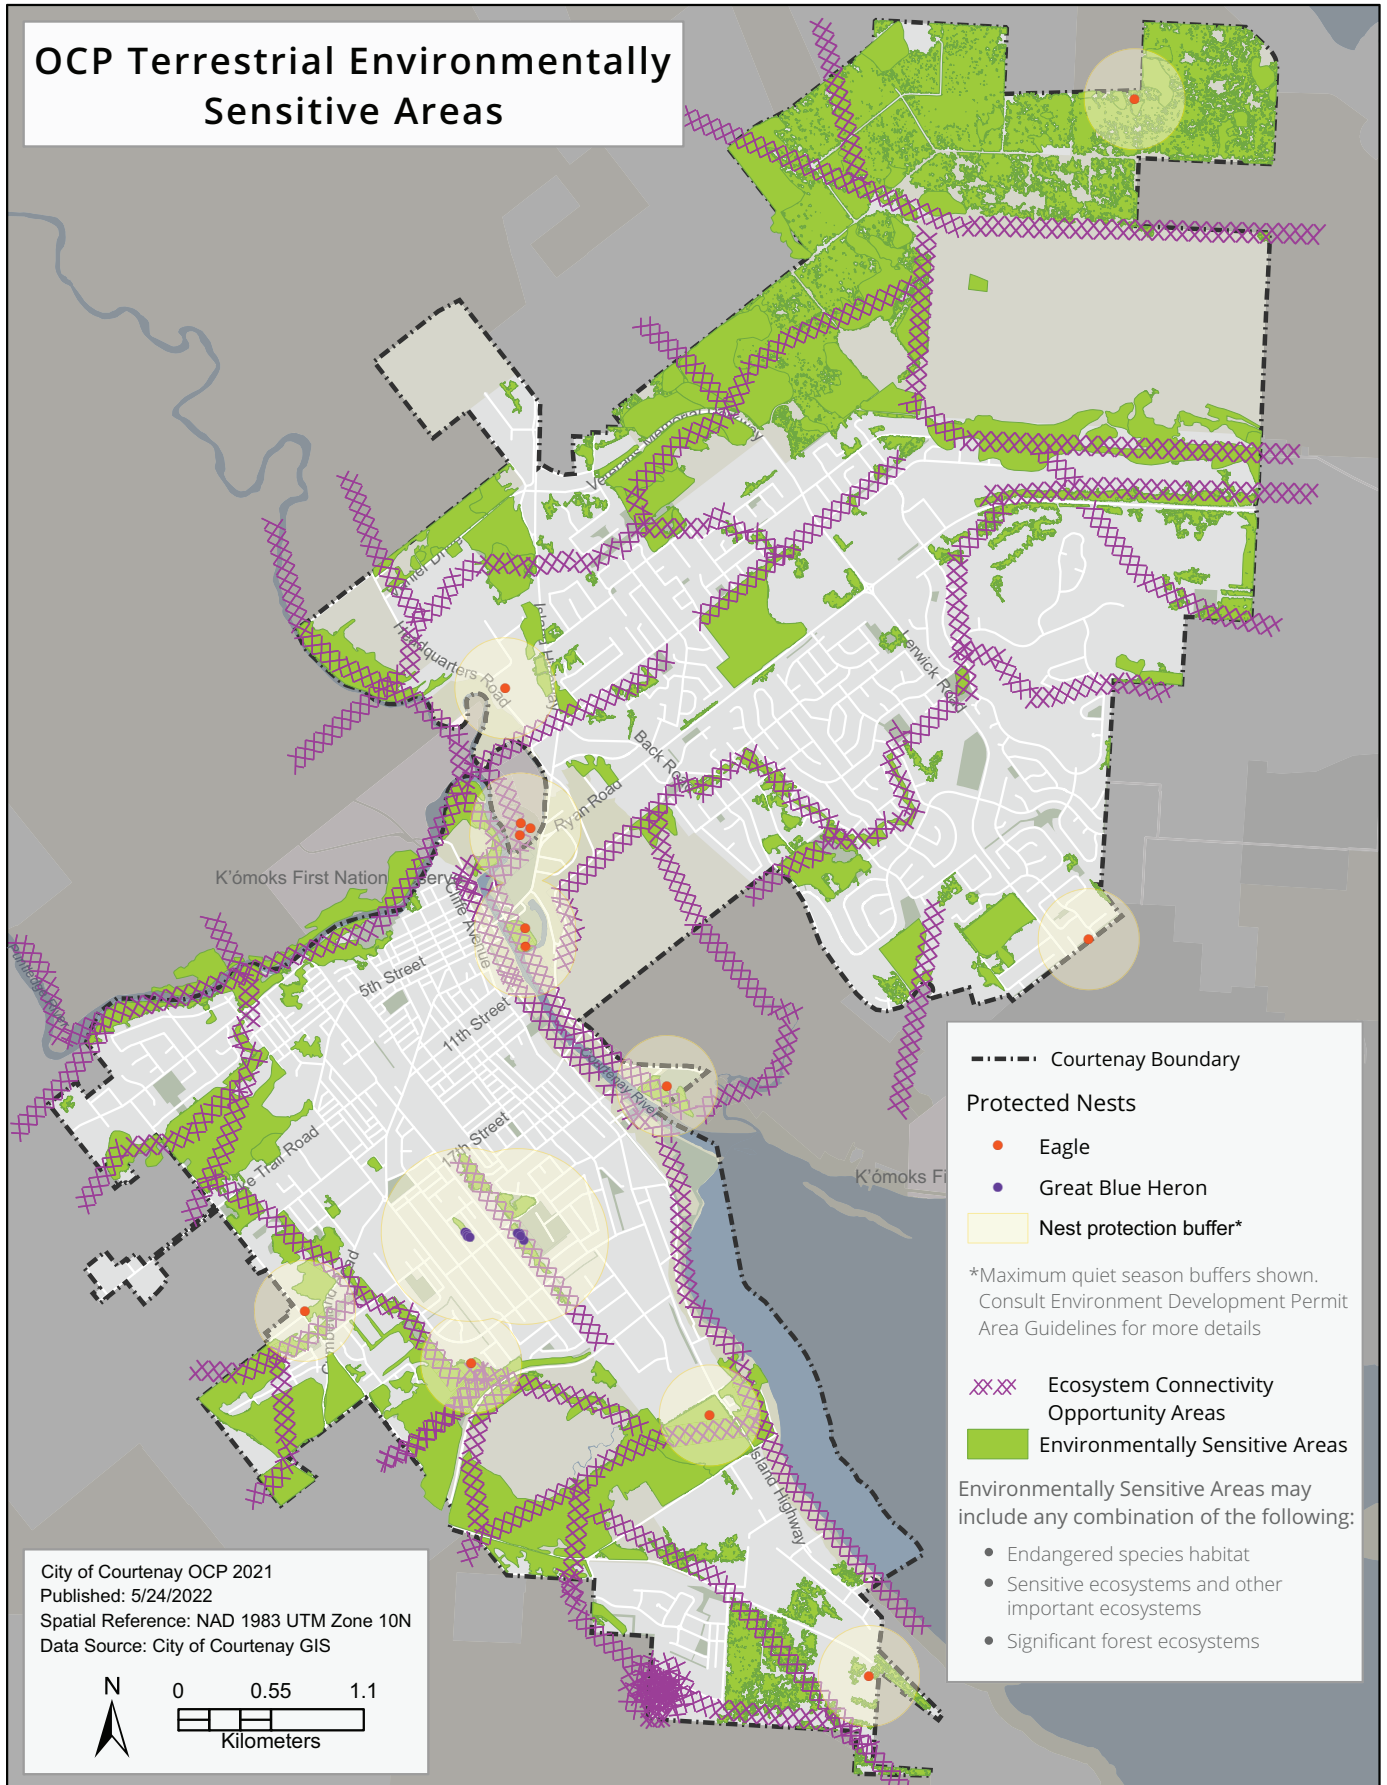 OCP Terrestrial Environmentally
Sensitive Areas
Headquarters Road
Lerwick Road
Back Road
Ryan Road
K'ómoks First Nation
Cliffe Avenue
5th Street
11th Street
Courtenay River
17th Street
Trail Road
K'ómoks Fi
Island Highway
Courtenay Boundary
Protected Nests
Eagle
Great Blue Heron
Nest protection buffer*
*Maximum quiet season buffers shown.
Consult Environment Development Permit
Area Guidelines for more details
Ecosystem Connectivity
Opportunity Areas
Environmentally Sensitive Areas
Environmentally Sensitive Areas may
include any combination of the following:
• Endangered species habitat
• Sensitive ecosystems and other
important ecosystems
• Significant forest ecosystems
City of Courtenay OCP 2021
Published: 5/24/2022
Spatial Reference: NAD 1983 UTM Zone 10N
Data Source: City of Courtenay GIS
N
0 0.55 1.1
Kilometers